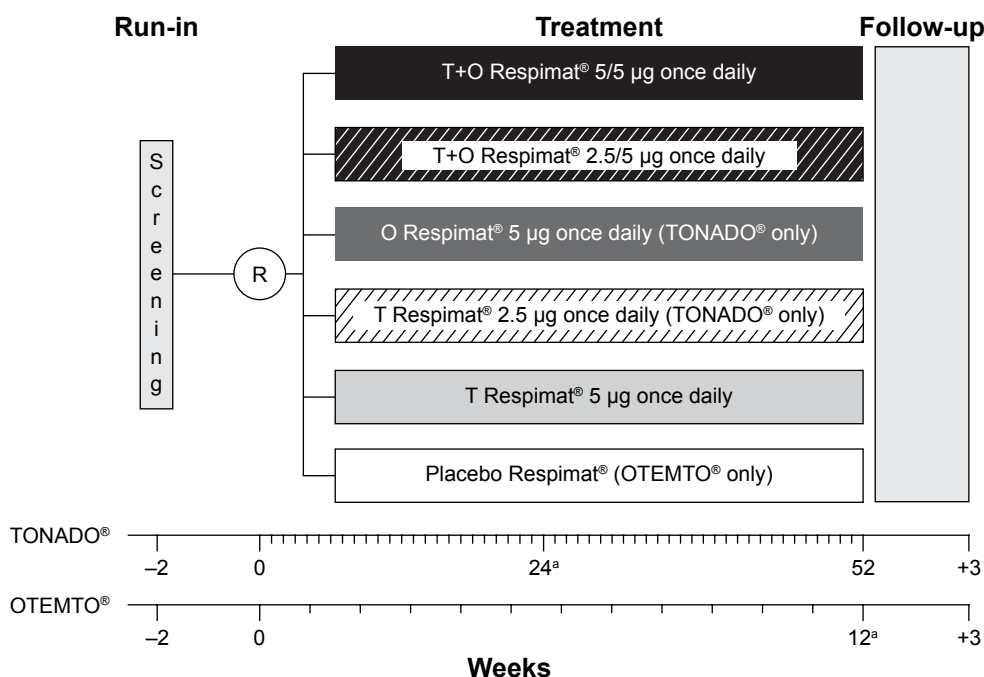 Run-in Treatment Follow-up
T+O Respimat® 5/5 µg once daily
T+O Respimat® 2.5/5 µg once daily
O Respimat® 5 µg once daily (TONADO® only)
Screening
R
T Respimat® 2.5 µg once daily (TONADO® only)
T Respimat® 5 µg once daily
Placebo Respimat® (OTEMTO® only)
TONADO®
–2 0 24ᵃ 52 +3
OTEMTO®
–2 0 12ᵃ +3
Weeks